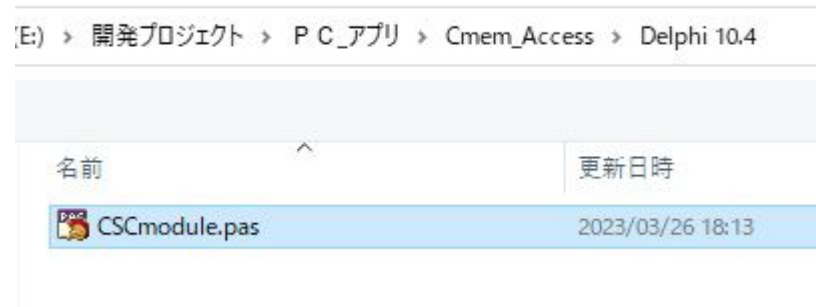 (E:) > 開発プロジェクト > ＰＣ_アプリ > Cmem_Access > Delphi 10.4
名前 更新日時
CSCmodule.pas 2023/03/26 18:13